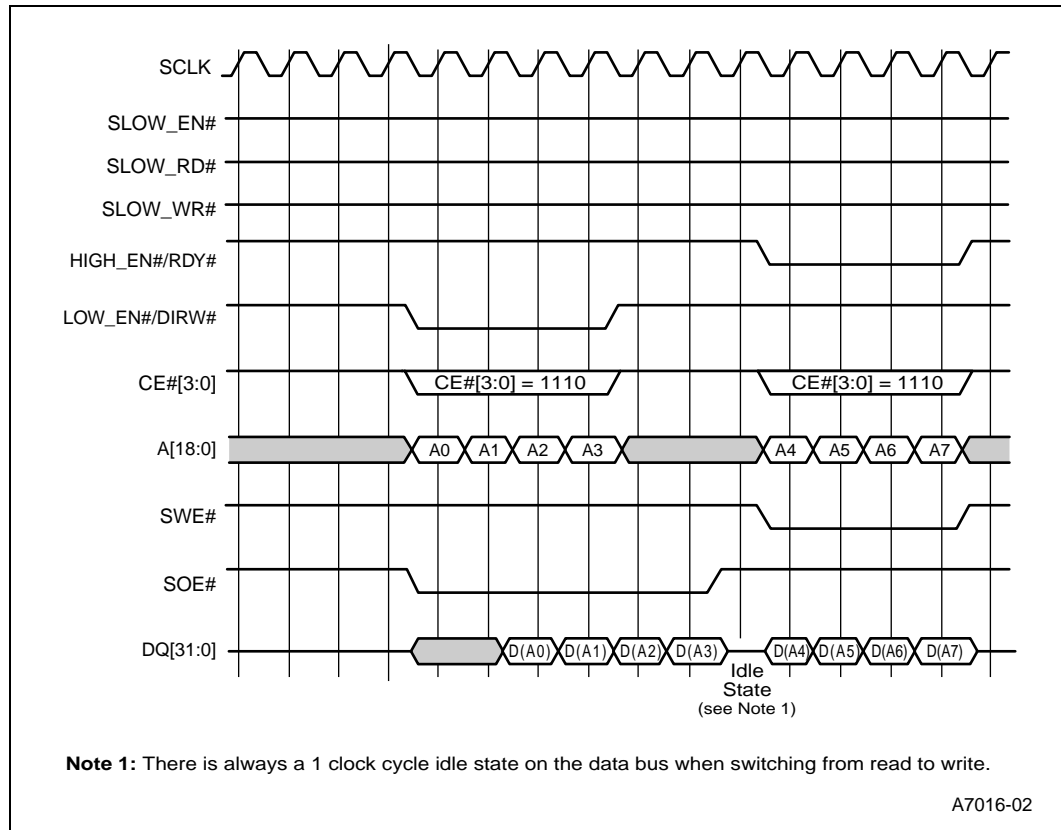 SCLK
SLOW_EN#
SLOW_RD#
SLOW_WR#
HIGH_EN#/RDY#
LOW_EN#/DIRW#
CE#[3:0] CE#[3:0] = 1110 CE#[3:0] = 1110
A[18:0] A0 A1 A2 A3 A4 A5 A6 A7
SWE#
SOE#
DQ[31:0] D(A0) D(A1) D(A2) D(A3) D(A4) D(A5) D(A6) D(A7)
Idle
State
(see Note 1)
Note 1: There is always a 1 clock cycle idle state on the data bus when switching from read to write.
A7016-02